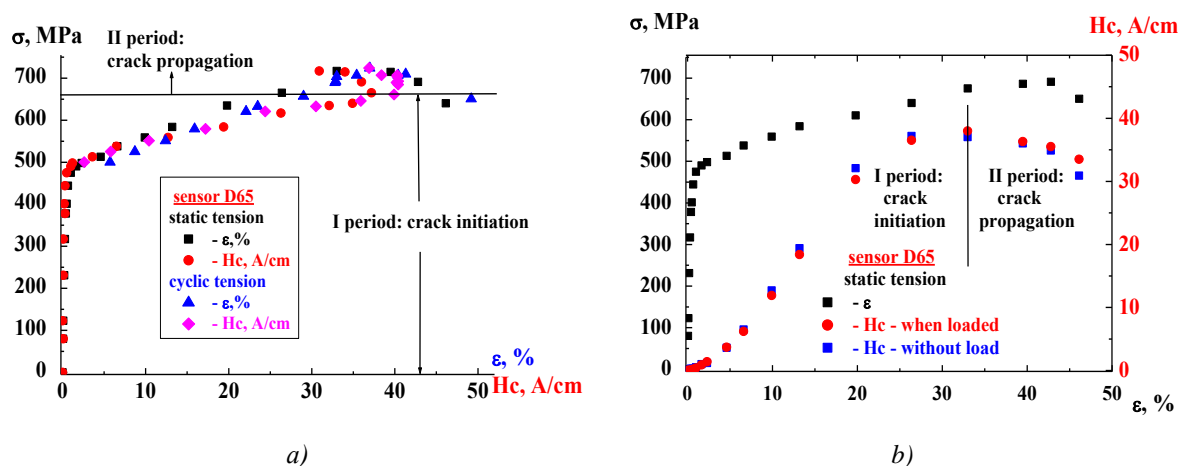 σ, MPa
II period:
crack propagation
700
600
500
400
300
200
100
0
sensor D65
static tension
- ε,%
- Hc, A/cm
cyclic tension
- ε,%
- Hc, A/cm
I period: crack initiation
0 10 20 30 40 50
ε, %
Hc, A/cm
a)
σ, MPa
Hc, A/cm
700
600
500
400
300
200
100
0
50
40
30
20
10
0
I period:
crack
initiation
II period:
crack
propagation
sensor D65
static tension
- ε
- Hc - when loaded
- Hc - without load
0 10 20 30 40 50
ε, %
b)